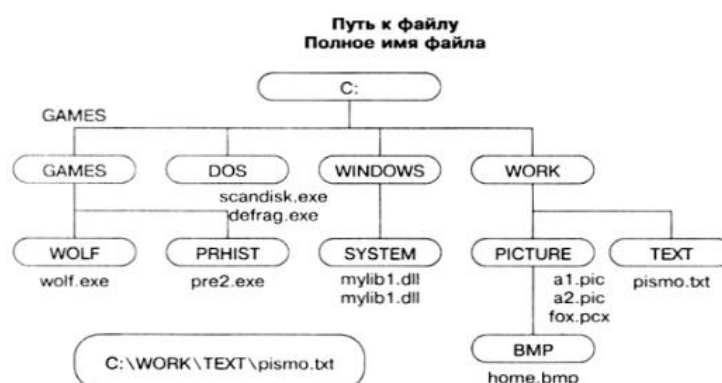 Путь к файлу
Полное имя файла
C:
GAMES
GAMES
DOS
WINDOWS
WORK
scandisk.exe
defrag.exe
WOLF
PRHIST
SYSTEM
PICTURE
TEXT
wolf.exe
pre2.exe
mylib1.dll
mylib1.dll
a1.pic
a2.pic
fox.pcx
pismo.txt
C:\WORK\TEXT\pismo.txt
BMP
home.bmp